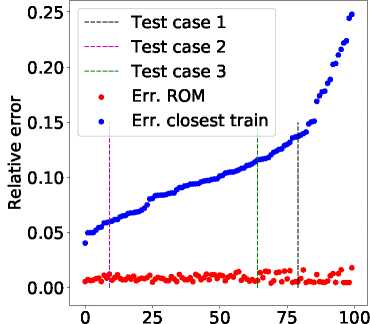 0.25
0.20
0.15
0.10
0.05
0.00
Relative error
Test case 1
Test case 2
Test case 3
Err. ROM
Err. closest train
0 25 50 75 100